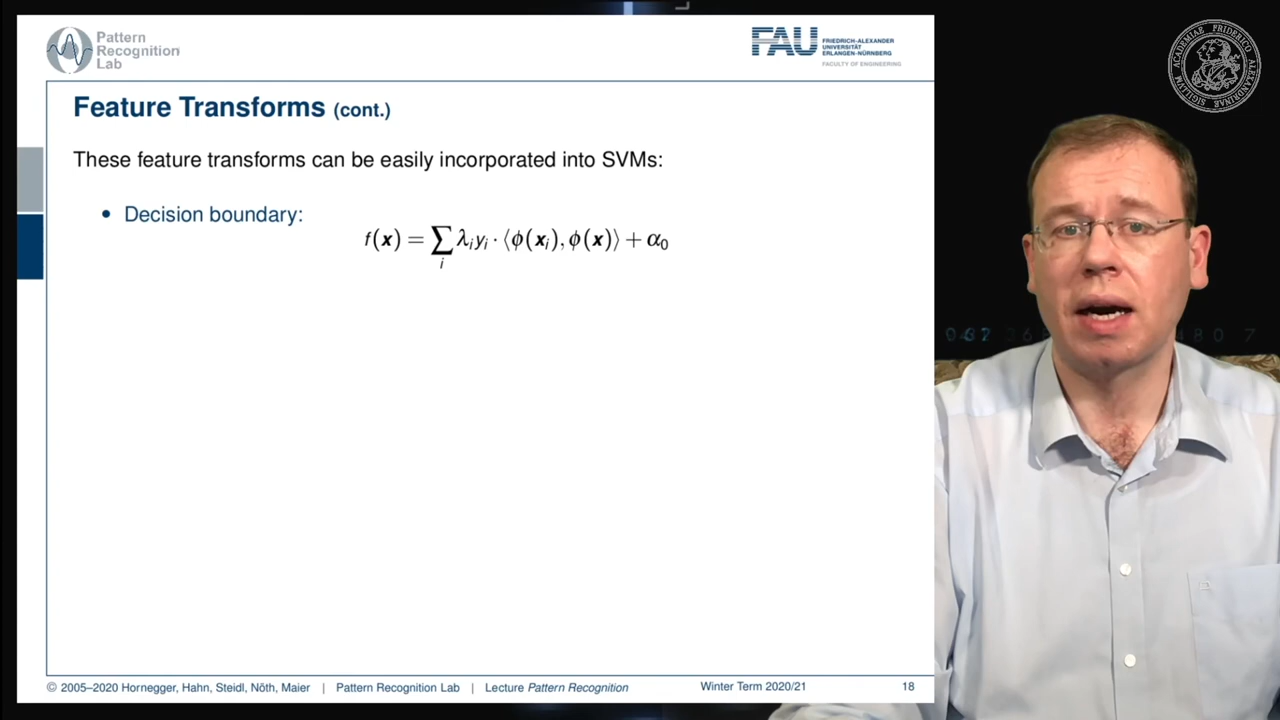 Pattern
Recognition
Lab
FAU
FRIEDRICH-ALEXANDER
UNIVERSITÄT
ERLANGEN-NÜRNBERG
FACULTY OF ENGINEERING
Feature Transforms (cont.)
These feature transforms can be easily incorporated into SVMs:
• Decision boundary:
f(x) = ∑_i λ_i y_i · ⟨ϕ(x_i), ϕ(x)⟩ + α_0
© 2005–2020 Hornegger, Hahn, Steidl, Nöth, Maier | Pattern Recognition Lab | Lecture Pattern Recognition Winter Term 2020/21 18